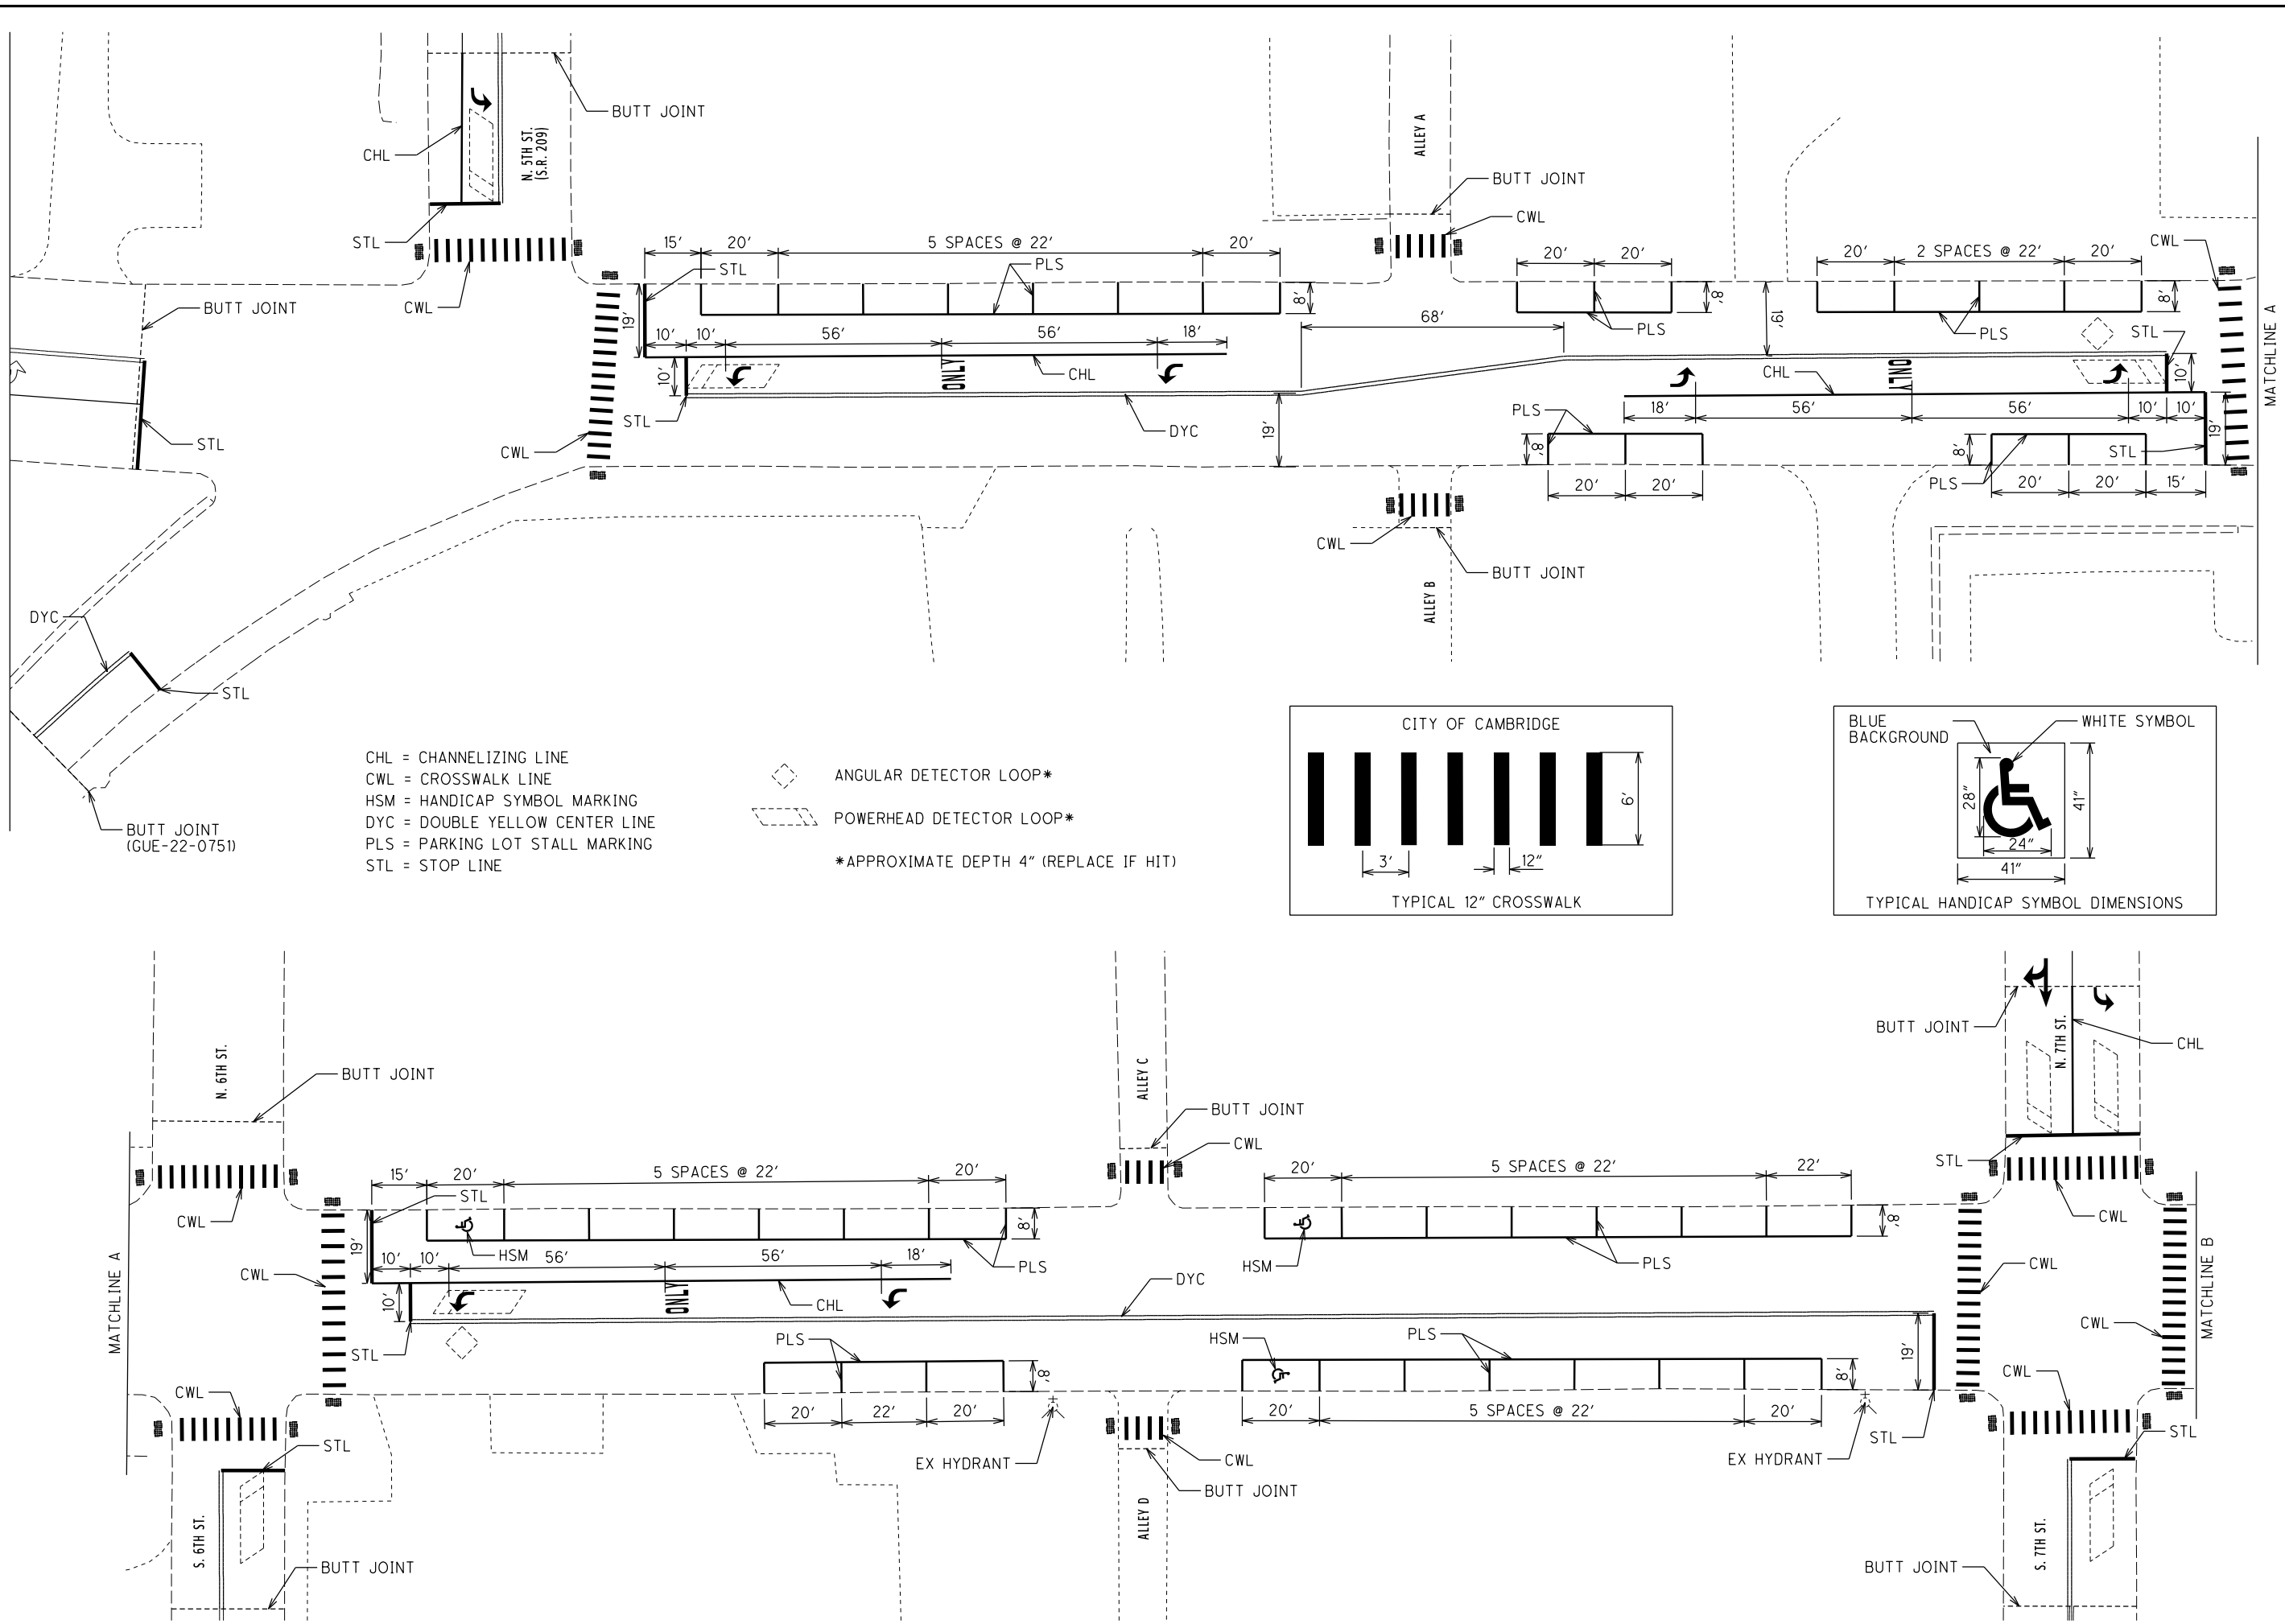 BUTT JOINT
CHL
N. 5TH ST.
(S.R. 209)
STL
CWL
BUTT JOINT
STL
15'
20'
5 SPACES @ 22'
20'
STL
PLS
8'
19'
10'
10'
56'
56'
18'
10'
ONLY
CHL
STL
CWL
DYC
19'
68'
ALLEY A
BUTT JOINT
CWL
20'
20'
8'
PLS
19'
20'
2 SPACES @ 22'
20'
CWL
8'
PLS
STL
MATCHLINE A
CHL
ONLY
10'
18'
56'
56'
10'
10'
PLS
8'
20'
20'
8'
PLS
STL
19'
20'
20'
15'
CWL
BUTT JOINT
ALLEY B
DYC
STL
BUTT JOINT
(GUE-22-0751)
CHL = CHANNELIZING LINE
CWL = CROSSWALK LINE
HSM = HANDICAP SYMBOL MARKING
DYC = DOUBLE YELLOW CENTER LINE
PLS = PARKING LOT STALL MARKING
STL = STOP LINE
ANGULAR DETECTOR LOOP*
POWERHEAD DETECTOR LOOP*
*APPROXIMATE DEPTH 4" (REPLACE IF HIT)
CITY OF CAMBRIDGE
6'
3'
12"
TYPICAL 12" CROSSWALK
BLUE
BACKGROUND
WHITE SYMBOL
28"
41"
24"
41"
TYPICAL HANDICAP SYMBOL DIMENSIONS
N. 6TH ST.
BUTT JOINT
MATCHLINE A
CWL
CWL
CWL
15'
20'
5 SPACES @ 22'
20'
STL
HSM
8'
PLS
19'
10'
10'
56'
56'
18'
10'
ONLY
CHL
STL
PLS
8'
20'
22'
20'
EX HYDRANT
STL
S. 6TH ST.
BUTT JOINT
ALLEY C
BUTT JOINT
CWL
DYC
20'
5 SPACES @ 22'
22'
HSM
PLS
8'
HSM
PLS
8'
19'
20'
5 SPACES @ 22'
20'
CWL
BUTT JOINT
ALLEY D
EX HYDRANT
STL
BUTT JOINT
N. 7TH ST.
CHL
STL
CWL
CWL
CWL
CWL
MATCHLINE B
STL
S. 7TH ST.
BUTT JOINT